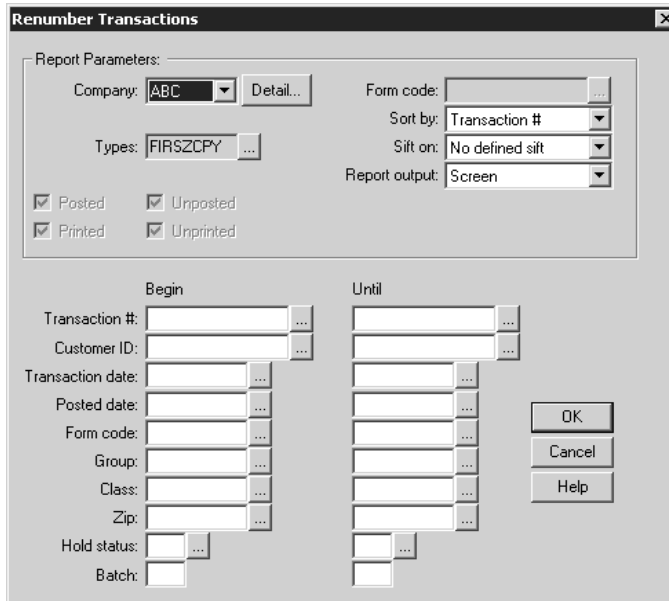 Renumber Transactions
Report Parameters:
Company: ABC Detail... Form code: ...
Sort by: Transaction #
Types: FIRSZCPY ... Sift on: No defined sift
Report output: Screen
Posted Unposted
Printed Unprinted
Begin Until
Transaction #: ... ...
Customer ID: ... ...
Transaction date: ... ...
Posted date: ... ...
Form code: ... ...
OK
Group: ... ...
Cancel
Class: ... ...
Help
Zip: ... ...
Hold status: ... ...
Batch: